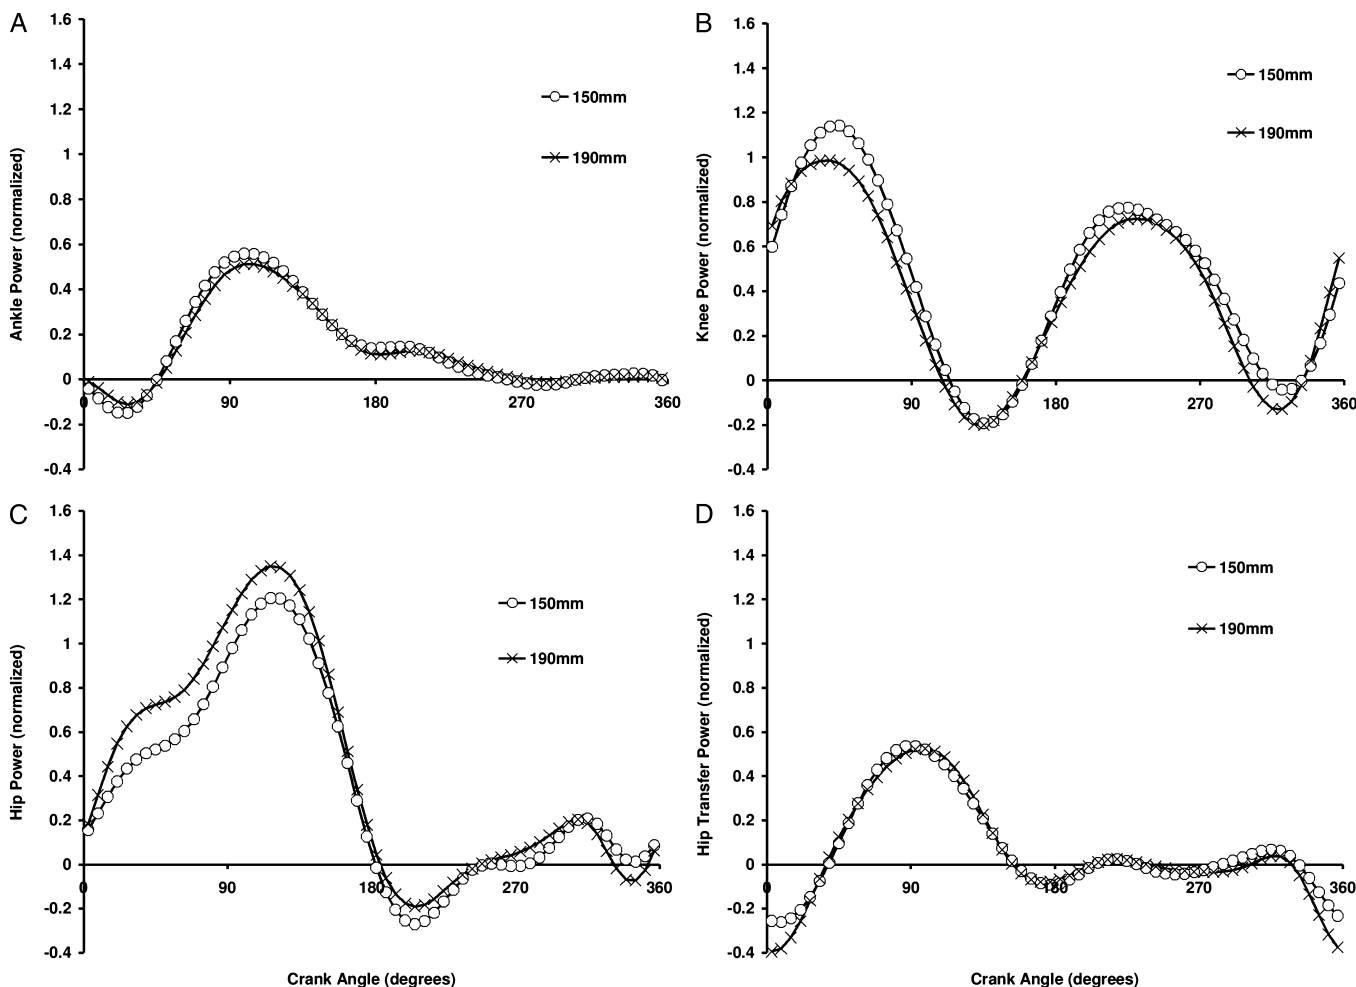 A
1.6
1.4
1.2
1
0.8
0.6
0.4
0.2
0
-0.2
-0.4
Ankle Power (normalized)
150mm
190mm
0 90 180 270 360
B
1.6
1.4
1.2
1
0.8
0.6
0.4
0.2
0
-0.2
-0.4
Knee Power (normalized)
150mm
190mm
0 90 180 270 360
C
1.6
1.4
1.2
1
0.8
0.6
0.4
0.2
0
-0.2
-0.4
Hip Power (normalized)
150mm
190mm
0 90 180 270 360
Crank Angle (degrees)
D
1.6
1.4
1.2
1
0.8
0.6
0.4
0.2
0
-0.2
-0.4
Hip Transfer Power (normalized)
150mm
190mm
0 90 180 270 360
Crank Angle (degrees)